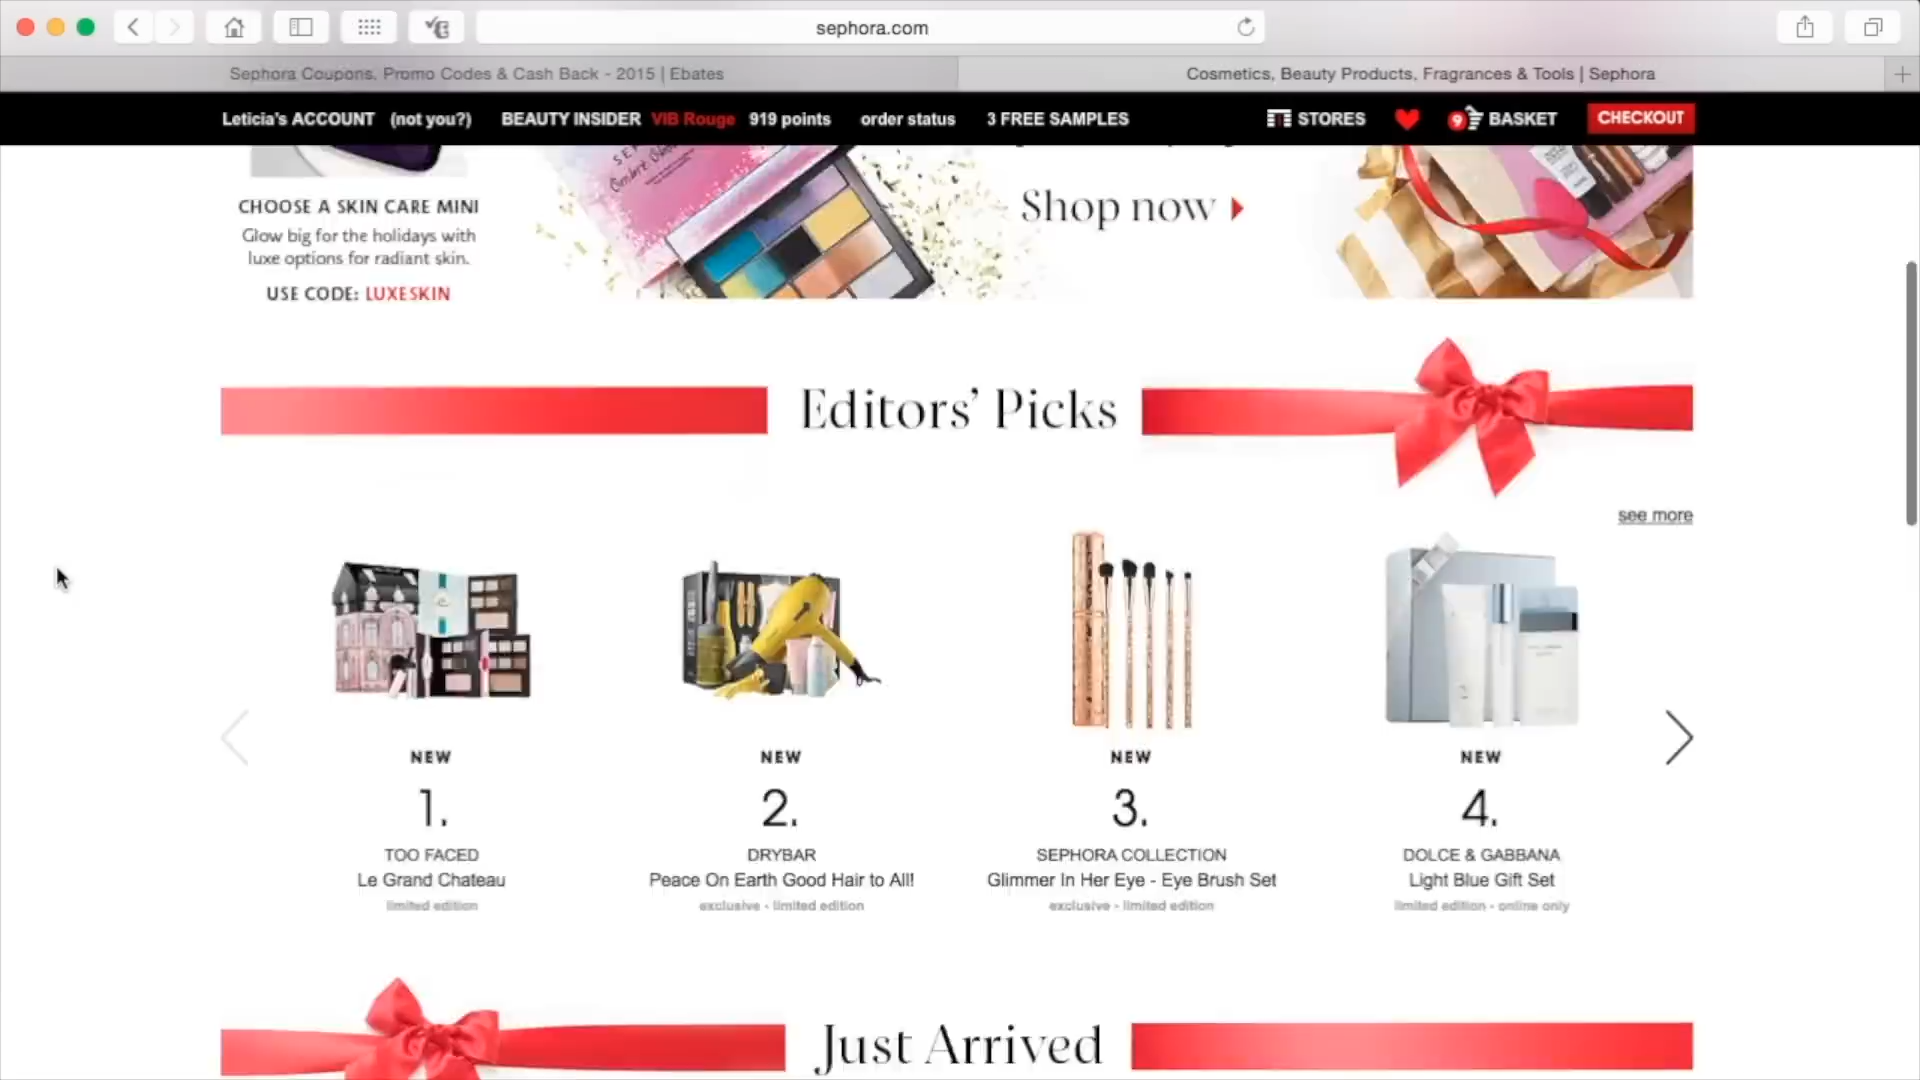 sephora.com
Sephora Coupons, Promo Codes & Cash Back - 2015 | Ebates
Cosmetics, Beauty Products, Fragrances & Tools | Sephora
Leticia's ACCOUNT (not you?) BEAUTY INSIDER VIB Rouge 919 points order status 3 FREE SAMPLES STORES 9 BASKET CHECKOUT
CHOOSE A SKIN CARE MINI
Glow big for the holidays with
luxe options for radiant skin.
USE CODE: LUXESKIN
Shop now
Editors' Picks
see more
NEW NEW NEW NEW
1. 2. 3. 4.
TOO FACED DRYBAR SEPHORA COLLECTION DOLCE & GABBANA
Le Grand Chateau Peace On Earth Good Hair to All! Glimmer In Her Eye - Eye Brush Set Light Blue Gift Set
limited edition exclusive - limited edition exclusive - limited edition limited edition - online only
Just Arrived